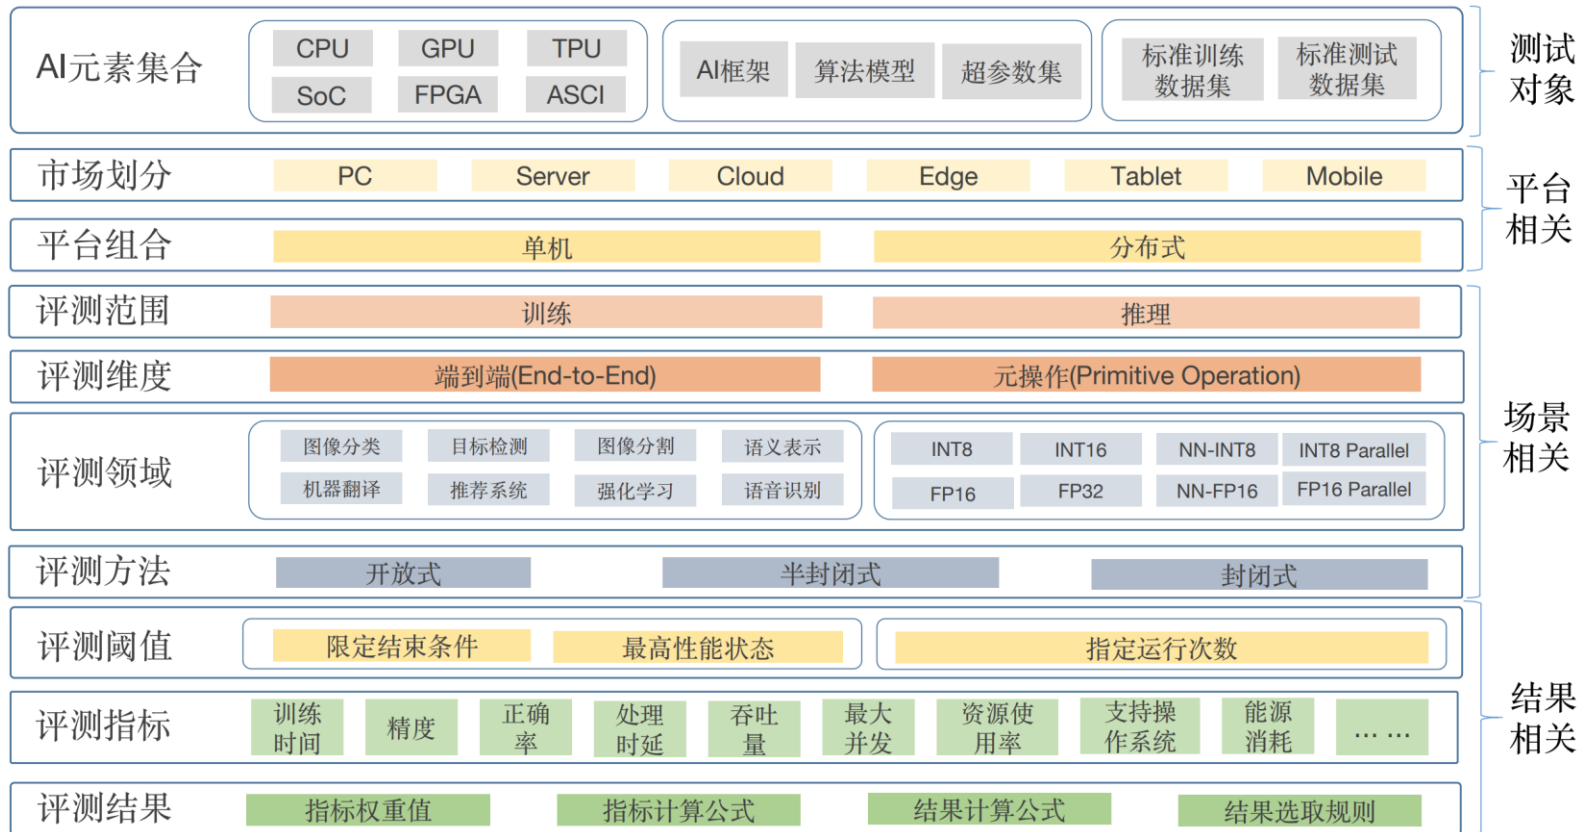 AI元素集合
CPU GPU TPU
SoC FPGA ASCI
AI框架 算法模型 超参数集
标准训练
数据集
标准测试
数据集
测试
对象
市场划分 PC Server Cloud Edge Tablet Mobile
平台组合 单机 分布式
平台
相关
评测范围 训练 推理
评测维度 端到端(End-to-End) 元操作(Primitive Operation)
评测领域
图像分类 目标检测 图像分割 语义表示
机器翻译 推荐系统 强化学习 语音识别
INT8 INT16 NN-INT8 INT8 Parallel
FP16 FP32 NN-FP16 FP16 Parallel
评测方法 开放式 半封闭式 封闭式
场景
相关
评测阈值 限定结束条件 最高性能状态 指定运行次数
评测指标
训练
时间
精度
正确
率
处理
时延
吞吐
量
最大
并发
资源使
用率
支持操
作系统
能源
消耗
... ...
评测结果 指标权重值 指标计算公式 结果计算公式 结果选取规则
结果
相关